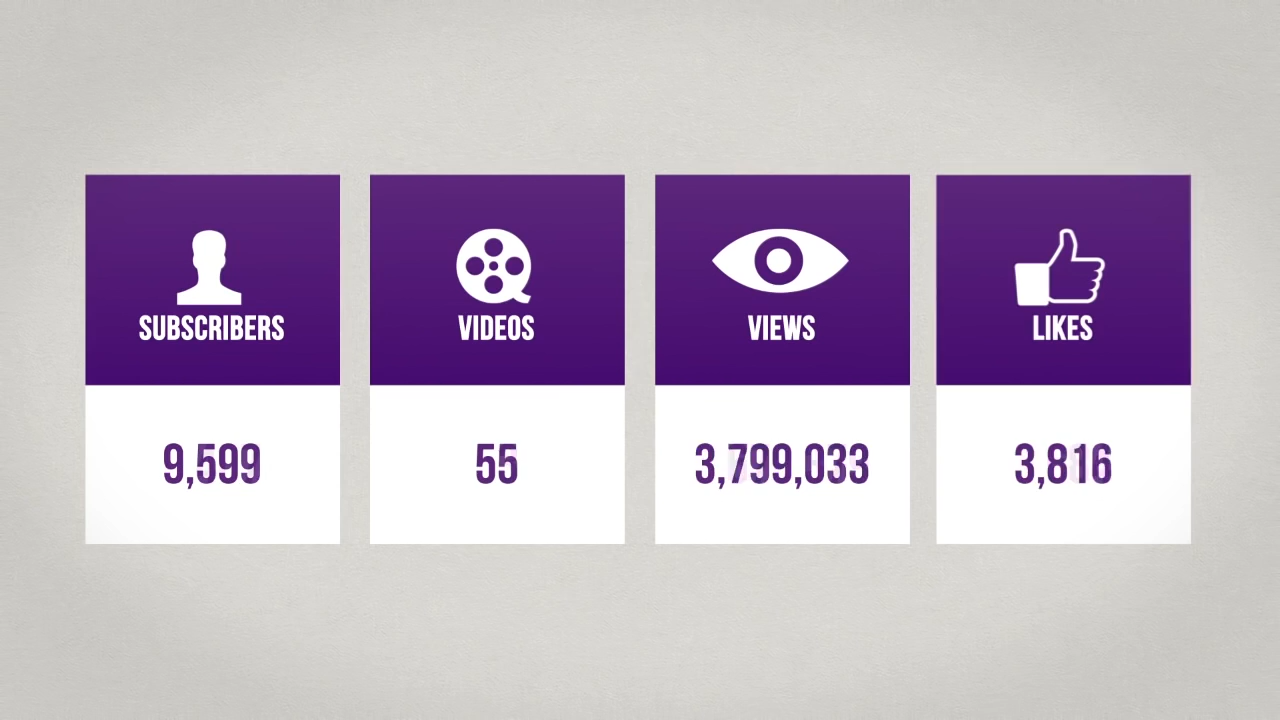 SUBSCRIBERS
9,599
VIDEOS
55
VIEWS
3,799,033
LIKES
3,816